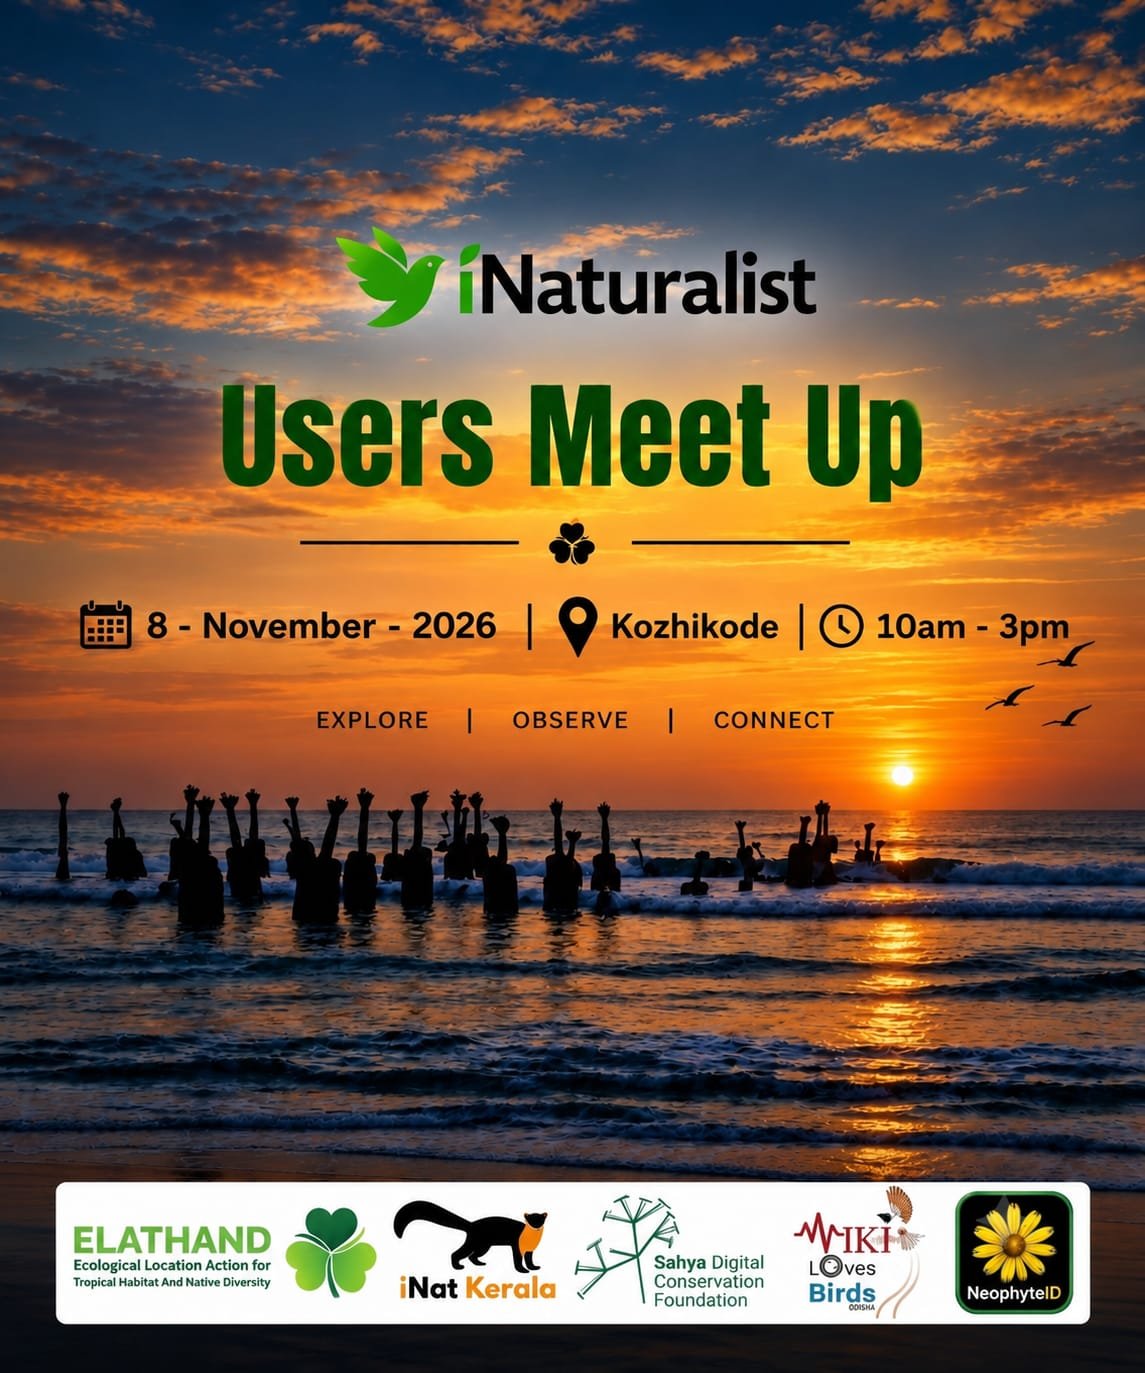 iNaturalist
Users Meet Up
8 - November - 2026 | Kozhikode | 10am - 3pm
EXPLORE | OBSERVE | CONNECT
ELATHAND
Ecological Location Action for
Tropical Habitat And Native Diversity
iNat Kerala
Sahya Digital
Conservation
Foundation
WIKI
LOves
Birds
ODISHA
NeophyteID